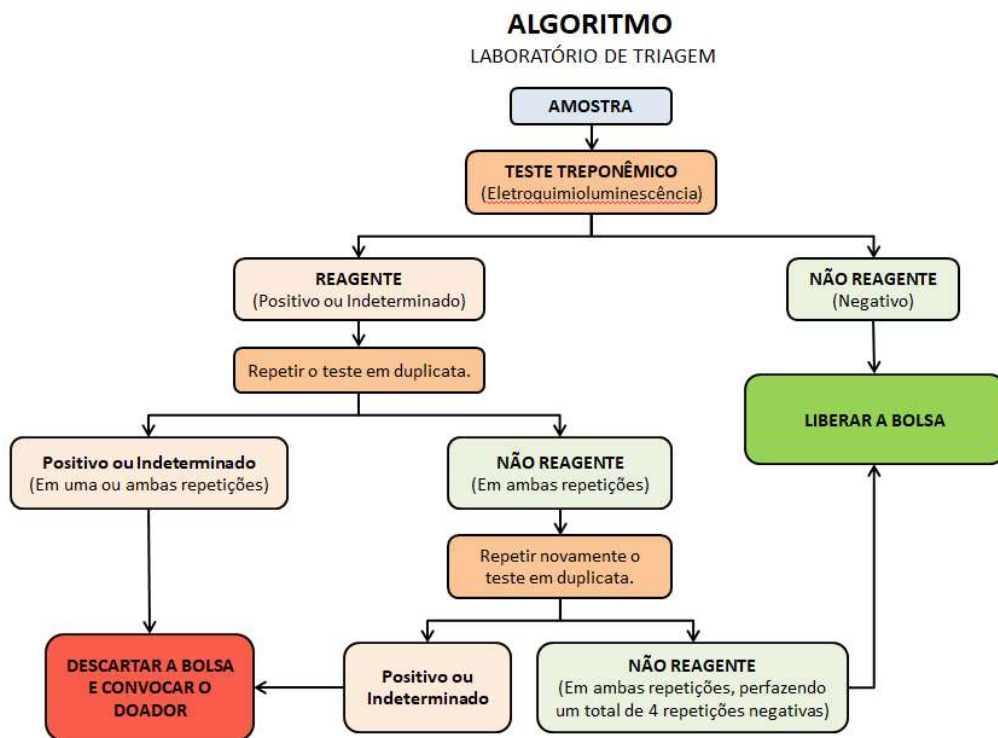 ALGORITMO
LABORATÓRIO DE TRIAGEM
AMOSTRA
TESTE TREPONÊMICO
(Eletroquimioluminescência)
REAGENTE
(Positivo ou Indeterminado)
NÃO REAGENTE
(Negativo)
Repetir o teste em duplicata.
LIBERAR A BOLSA
Positivo ou Indeterminado
(Em uma ou ambas repetições)
NÃO REAGENTE
(Em ambas repetições)
Repetir novamente o
teste em duplicata.
DESCARTAR A BOLSA
E CONVOCAR O
DOADOR
Positivo ou
Indeterminado
NÃO REAGENTE
(Em ambas repetições, perfazendo
um total de 4 repetições negativas)